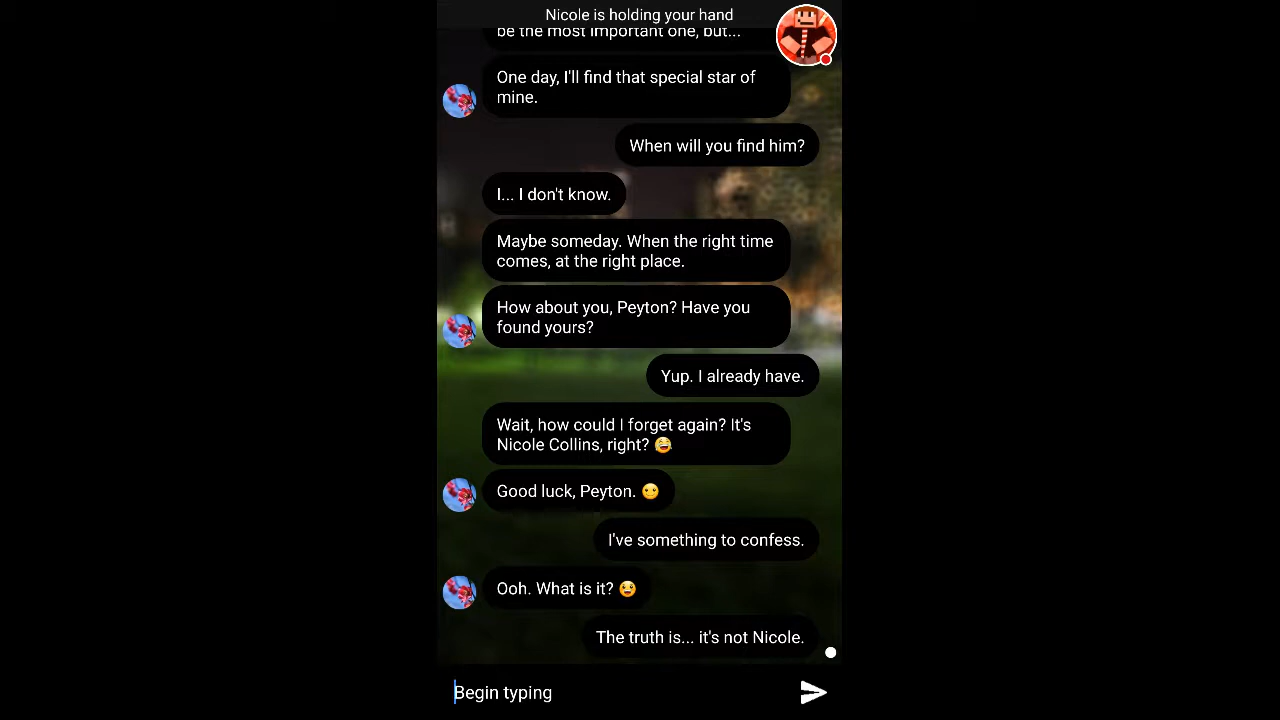 Nicole is holding your hand
be the most important one, but...
One day, I'll find that special star of
mine.
When will you find him?
I... I don't know.
Maybe someday. When the right time
comes, at the right place.
How about you, Peyton? Have you
found yours?
Yup. I already have.
Wait, how could I forget again? It's
Nicole Collins, right? 😅
Good luck, Peyton. 🙂
I've something to confess.
Ooh. What is it? 😀
The truth is... it's not Nicole.
Begin typing